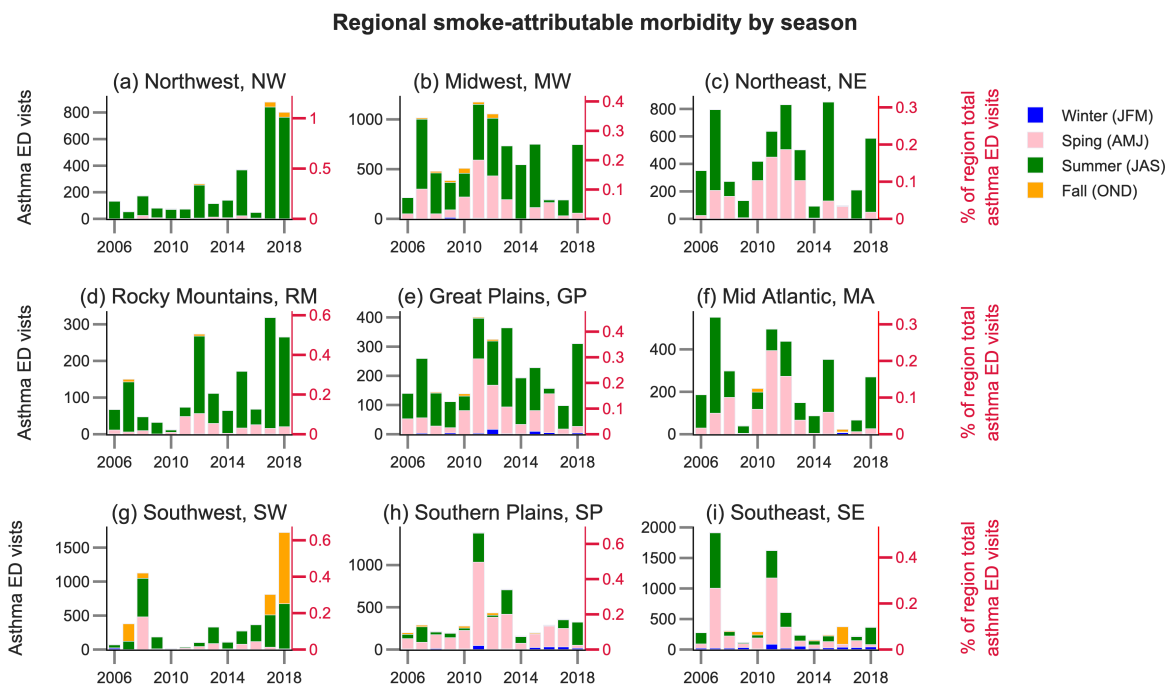 Regional smoke-attributable morbidity by season
(a) Northwest, NW
(b) Midwest, MW
(c) Northeast, NE
Asthma ED vists
800
600
400
200
0
1
0.5
0
2006 2010 2014 2018
1000
500
0
0.4
0.3
0.2
0.1
0
2006 2010 2014 2018
800
600
400
200
0
0.3
0.2
0.1
0
2006 2010 2014 2018
% of region total
asthma ED visits
Winter (JFM)
Sping (AMJ)
Summer (JAS)
Fall (OND)
(d) Rocky Mountains, RM
(e) Great Plains, GP
(f) Mid Atlantic, MA
Asthma ED vists
300
200
100
0
0.6
0.4
0.2
0
2006 2010 2014 2018
400
300
200
100
0
0.4
0.3
0.2
0.1
0
2006 2010 2014 2018
400
200
0
0.3
0.2
0.1
0
2006 2010 2014 2018
% of region total
asthma ED visits
(g) Southwest, SW
(h) Southern Plains, SP
(i) Southeast, SE
Asthma ED vists
1500
1000
500
0
0.6
0.4
0.2
0
2006 2010 2014 2018
1000
500
0
0.6
0.4
0.2
0
2006 2010 2014 2018
2000
1500
1000
500
0
0.4
0.2
0
2006 2010 2014 2018
% of region total
asthma ED visits